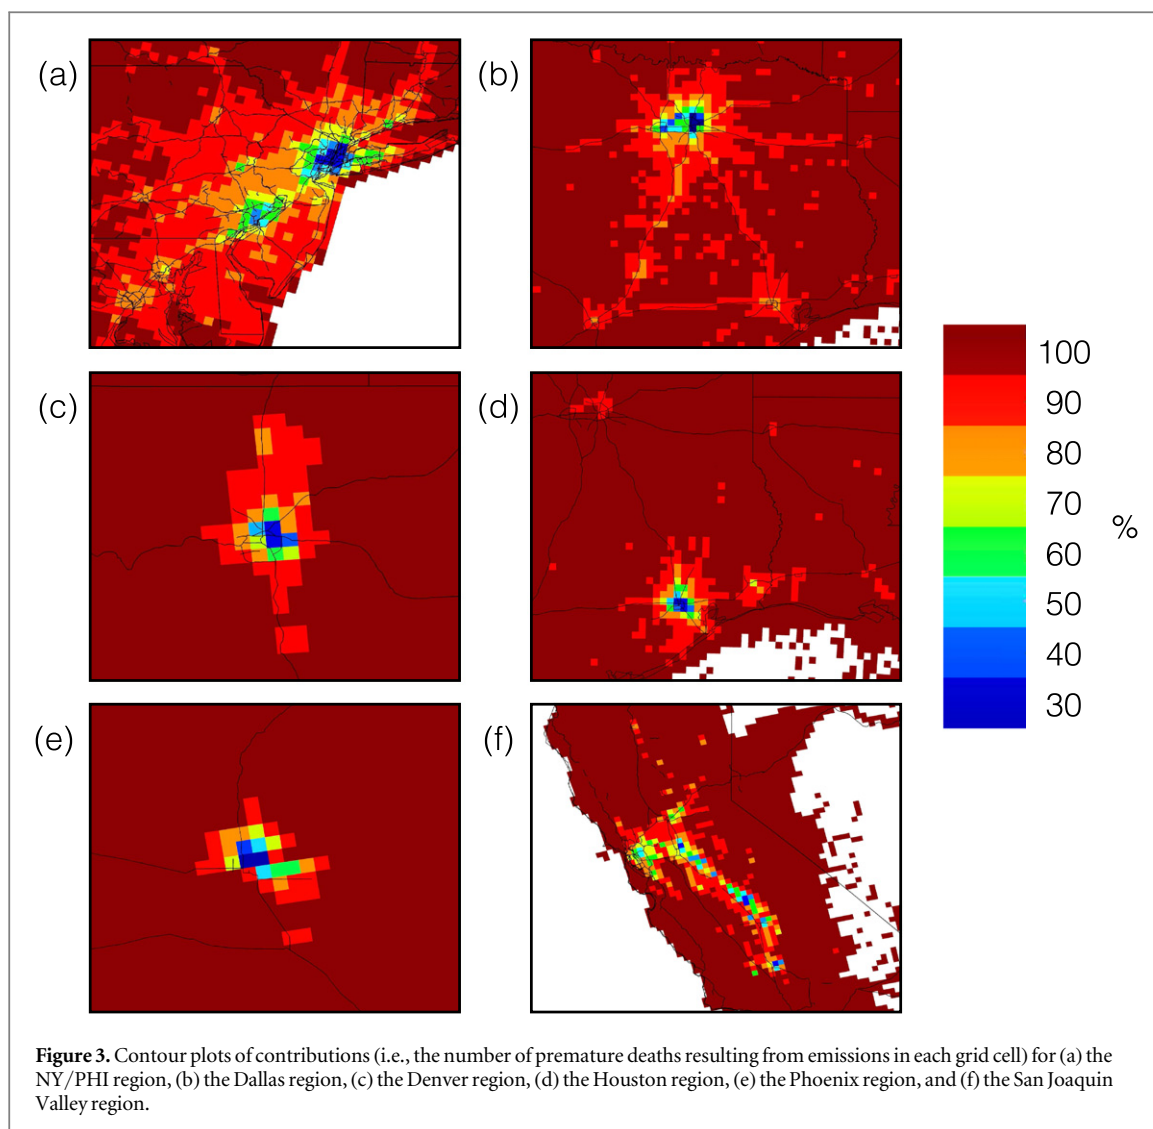 (a)
(b)
(c)
(d)
(e)
(f)
100
90
80
70
60
50
40
30
%
Figure 3. Contour plots of contributions (i.e., the number of premature deaths resulting from emissions in each grid cell) for (a) the
NY/PHI region, (b) the Dallas region, (c) the Denver region, (d) the Houston region, (e) the Phoenix region, and (f) the San Joaquin
Valley region.